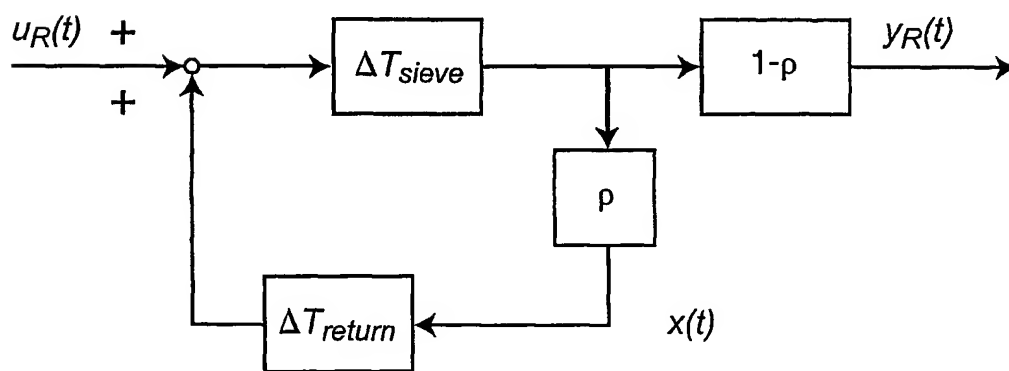 u_R(t) +
+
ΔT_sieve
1-ρ
y_R(t)
ρ
ΔT_return
x(t)